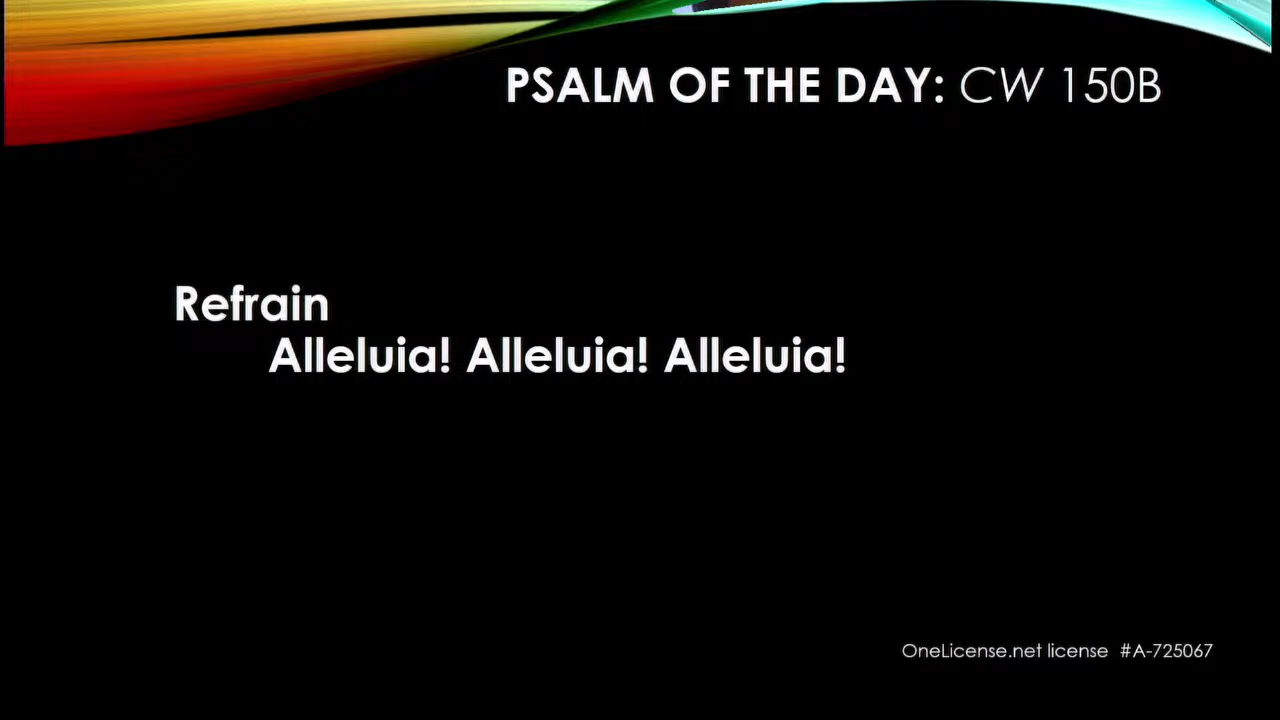 PSALM OF THE DAY: CW 150B
Refrain
Alleluia! Alleluia! Alleluia!
OneLicense.net license #A-725067